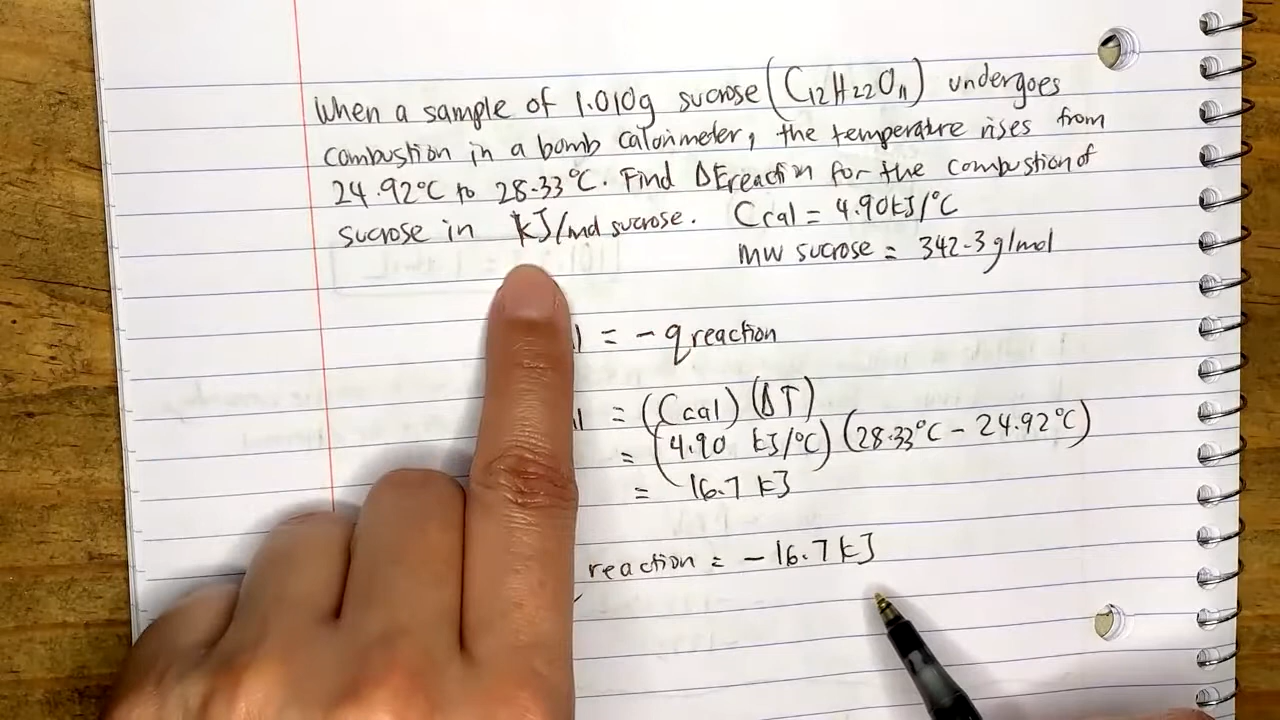 When a sample of 1.010g sucrose (C12H22O11) undergoes
combustion in a bomb calorimeter, the temperature rises from
24.92°C to 28.33°C. Find ΔEreaction for the combustion of
sucrose in kJ/mol sucrose. Ccal = 4.90kJ/°C
MW sucrose = 342.3g/mol
= - q reaction
= (Ccal) (ΔT)
= (4.90 kJ/°C) (28.33°C - 24.92°C)
= 16.7 kJ
reaction = - 16.7 kJ